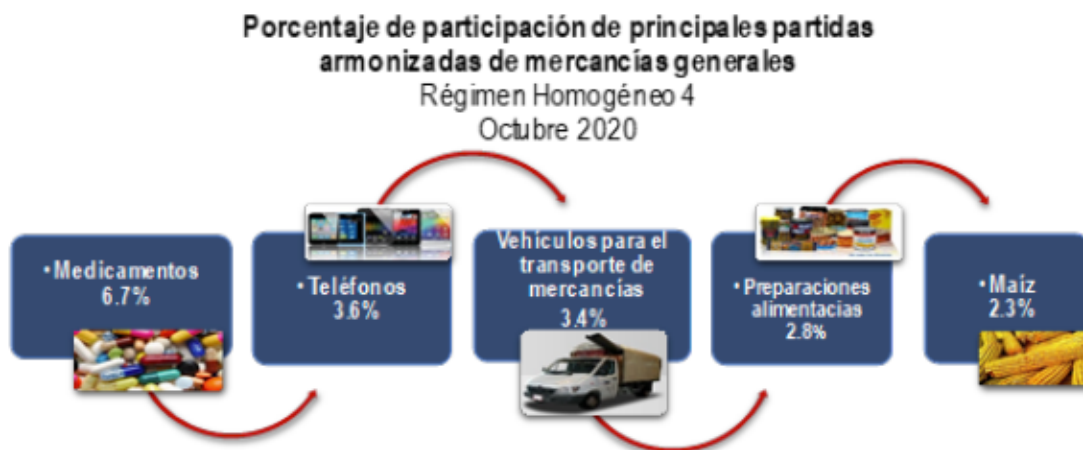 Porcentaje de participación de principales partidas
armonizadas de mercancías generales
Régimen Homogéneo 4
Octubre 2020
• Medicamentos
6.7%
• Teléfonos
3.6%
Vehículos para el
transporte de
mercancías
3.4%
• Preparaciones
alimentacias
2.8%
• Maíz
2.3%